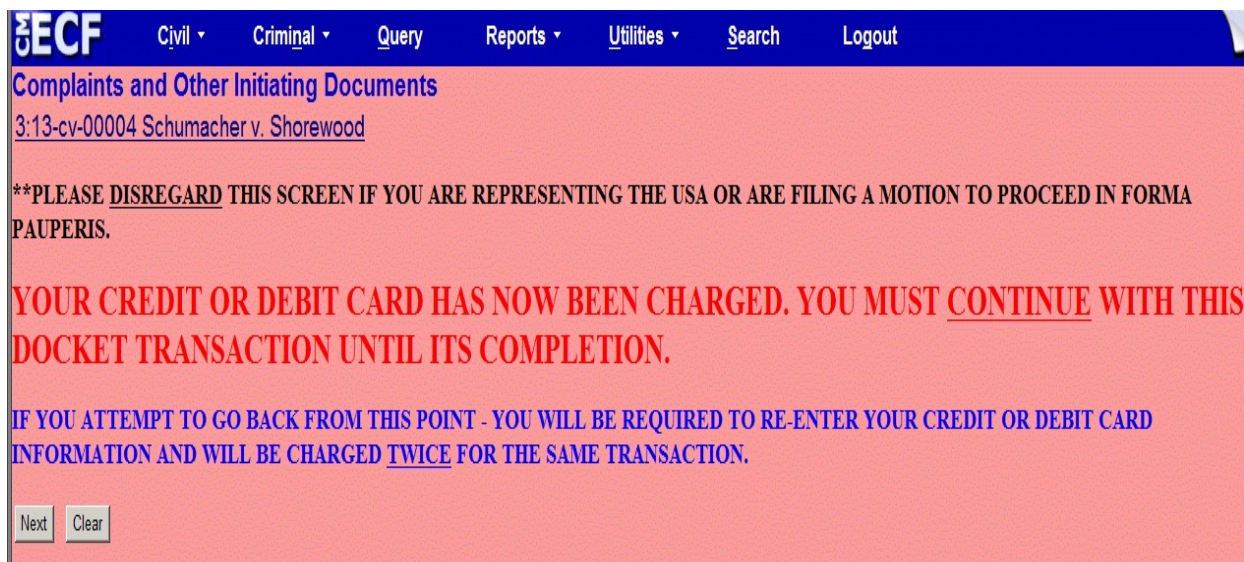 CM ECF Civil Criminal Query Reports Utilities Search Logout
Complaints and Other Initiating Documents
3:13-cv-00004 Schumacher v. Shorewood
**PLEASE DISREGARD THIS SCREEN IF YOU ARE REPRESENTING THE USA OR ARE FILING A MOTION TO PROCEED IN FORMA
PAUPERIS.
YOUR CREDIT OR DEBIT CARD HAS NOW BEEN CHARGED. YOU MUST CONTINUE WITH THIS
DOCKET TRANSACTION UNTIL ITS COMPLETION.
IF YOU ATTEMPT TO GO BACK FROM THIS POINT - YOU WILL BE REQUIRED TO RE-ENTER YOUR CREDIT OR DEBIT CARD
INFORMATION AND WILL BE CHARGED TWICE FOR THE SAME TRANSACTION.
Next Clear